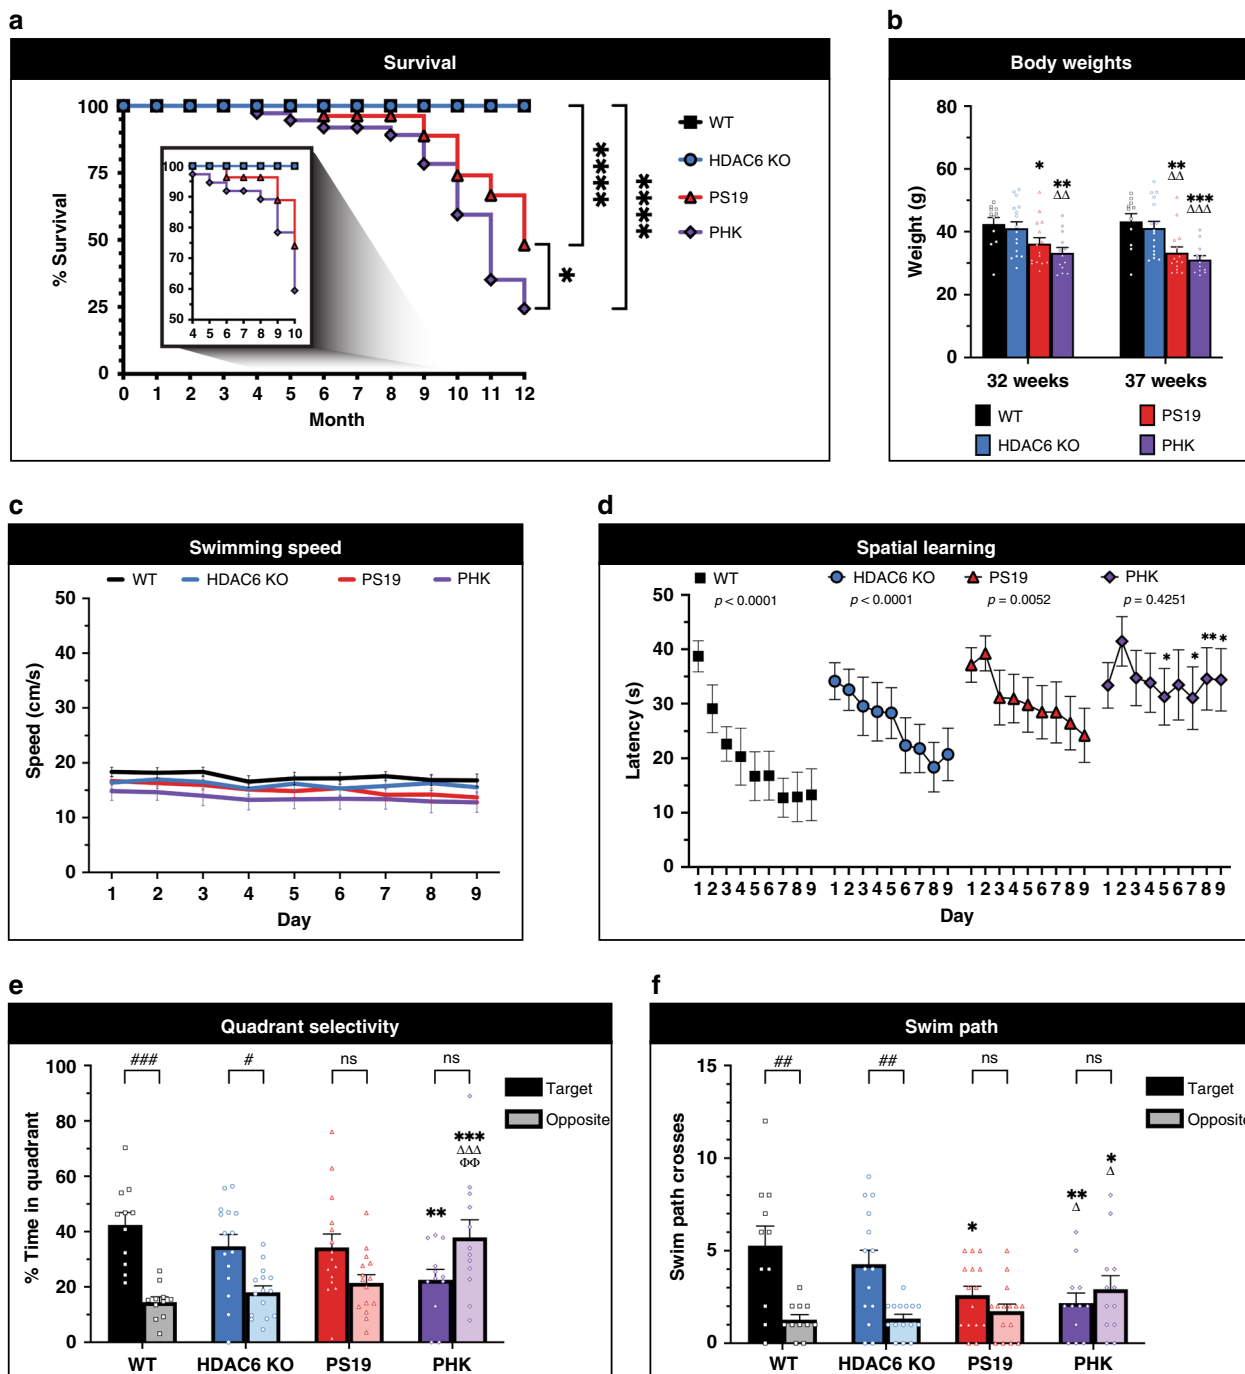 a
Survival
% Survival
100
75
50
25
0
0 1 2 3 4 5 6 7 8 9 10 11 12
Month
100
90
80
70
60
50
4 5 6 7 8 9 10
****
****
*
WT
HDAC6 KO
PS19
PHK
b
Body weights
Weight (g)
80
60
40
20
0
*
**
ΔΔ
**
ΔΔ
***
ΔΔΔ
32 weeks 37 weeks
WT PS19
HDAC6 KO PHK
c
Swimming speed
WT HDAC6 KO PS19 PHK
Speed (cm/s)
50
40
30
20
10
0
1 2 3 4 5 6 7 8 9
Day
d
Spatial learning
WT HDAC6 KO PS19 PHK
p < 0.0001 p < 0.0001 p = 0.0052 p = 0.4251
Latency (s)
50
40
30
20
10
0
* * ** *
1 2 3 4 5 6 7 8 9 1 2 3 4 5 6 7 8 9 1 2 3 4 5 6 7 8 9 1 2 3 4 5 6 7 8 9
Day
e
Quadrant selectivity
% Time in quadrant
100
80
60
40
20
0
### # ns ns
Target
Opposite
**
***
ΔΔΔ
ΦΦ
WT HDAC6 KO PS19 PHK
f
Swim path
Swim path crosses
15
10
5
0
## ## ns ns
Target
Opposite
*
**
Δ
*
Δ
WT HDAC6 KO PS19 PHK